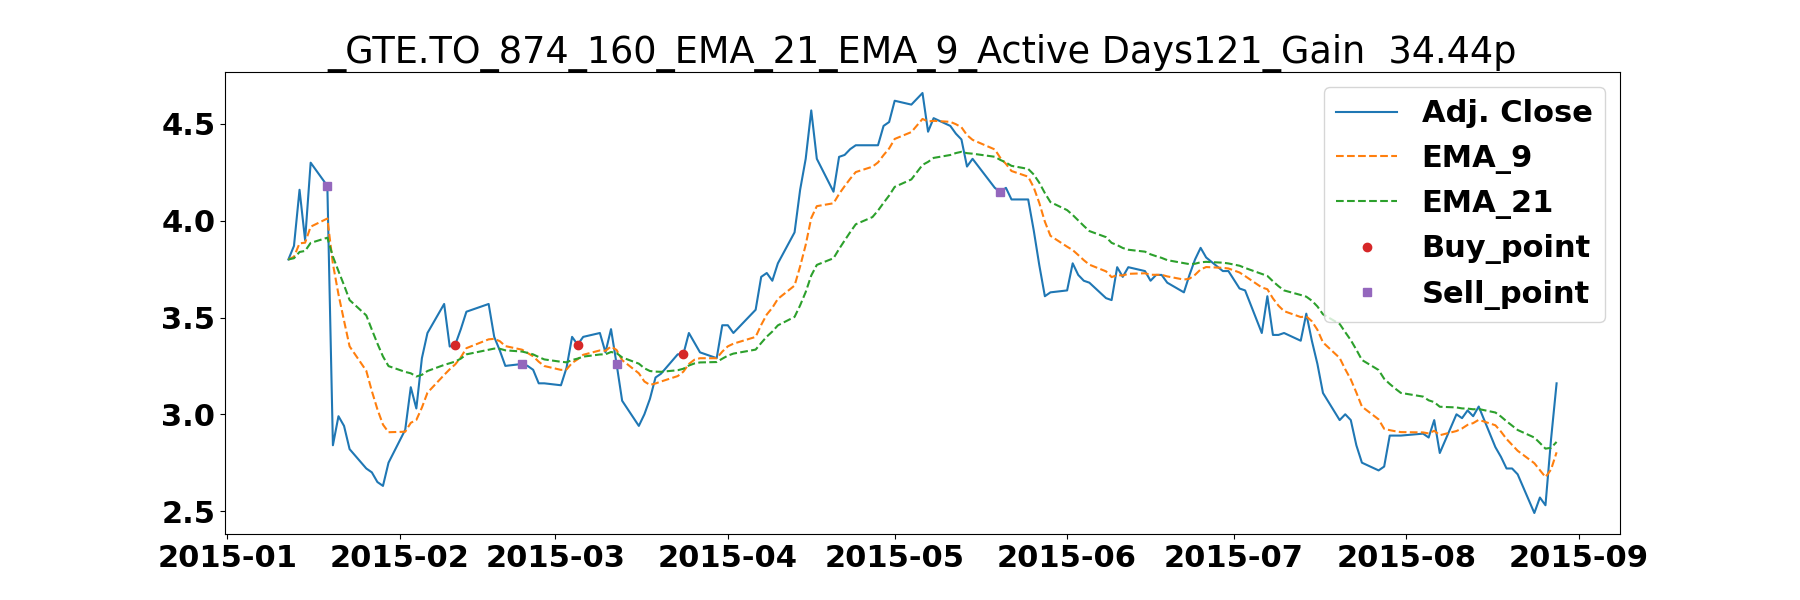 _GTE.TO_874_160_EMA_21_EMA_9_Active Days121_Gain  34.44p
Adj. Close
EMA_9
EMA_21
Buy_point
Sell_point
4.5
4.0
3.5
3.0
2.5
2015-01 2015-02 2015-03 2015-04 2015-05 2015-06 2015-07 2015-08 2015-09